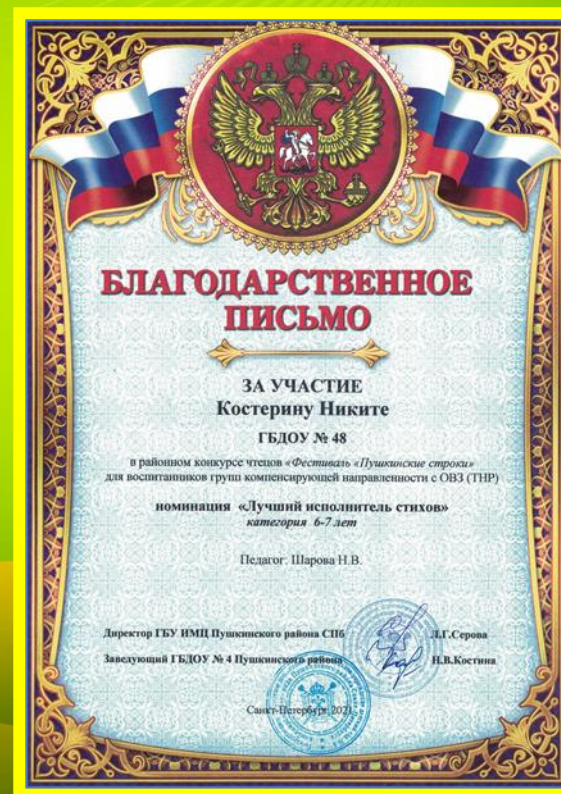 БЛАГОДАРСТВЕННОЕ
ПИСЬМО
ЗА УЧАСТИЕ
Костерину Никите
ГБДОУ № 48
в районном конкурсе чтецов «Фестиваль «Пушкинские строки»
для воспитанников групп компенсирующей направленности с ОВЗ (ТНР)
номинация «Лучший исполнитель стихов»
категория 6-7 лет
Педагог: Шарова Н.В.
Директор ГБУ ИМЦ Пушкинского района СПб Л.Г.Серова
Заведующий ГБДОУ № 4 Пушкинского района Н.В.Костина
Санкт-Петербург 2021